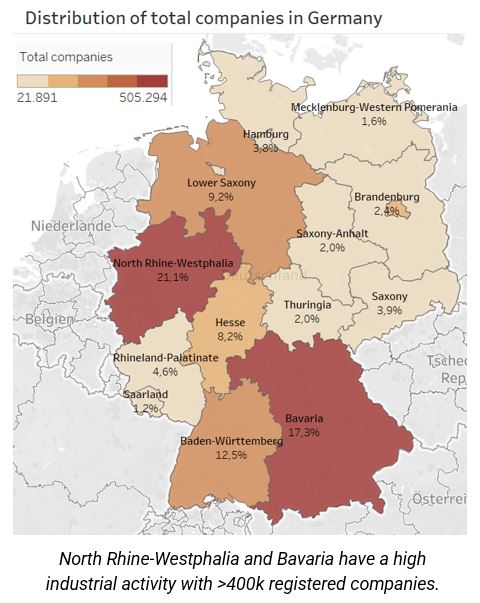 Distribution of total companies in Germany
Total companies
21.891 505.294
Mecklenburg-Western Pomerania
1,6%
Hamburg
3,8%
Lower Saxony
9,2%
Brandenburg
2,4%
Niederlande
Saxony-Anhalt
2,0%
North Rhine-Westphalia
21,1%
Deutschland
Saxony
3,9%
Thuringia
2,0%
Belgien
Hesse
8,2%
Rhineland-Palatinate
4,6%
Tschec
Rep
Saarland
1,2%
Bavaria
17,3%
Baden-Württemberg
12,5%
Österrei
North Rhine-Westphalia and Bavaria have a high
industrial activity with >400k registered companies.